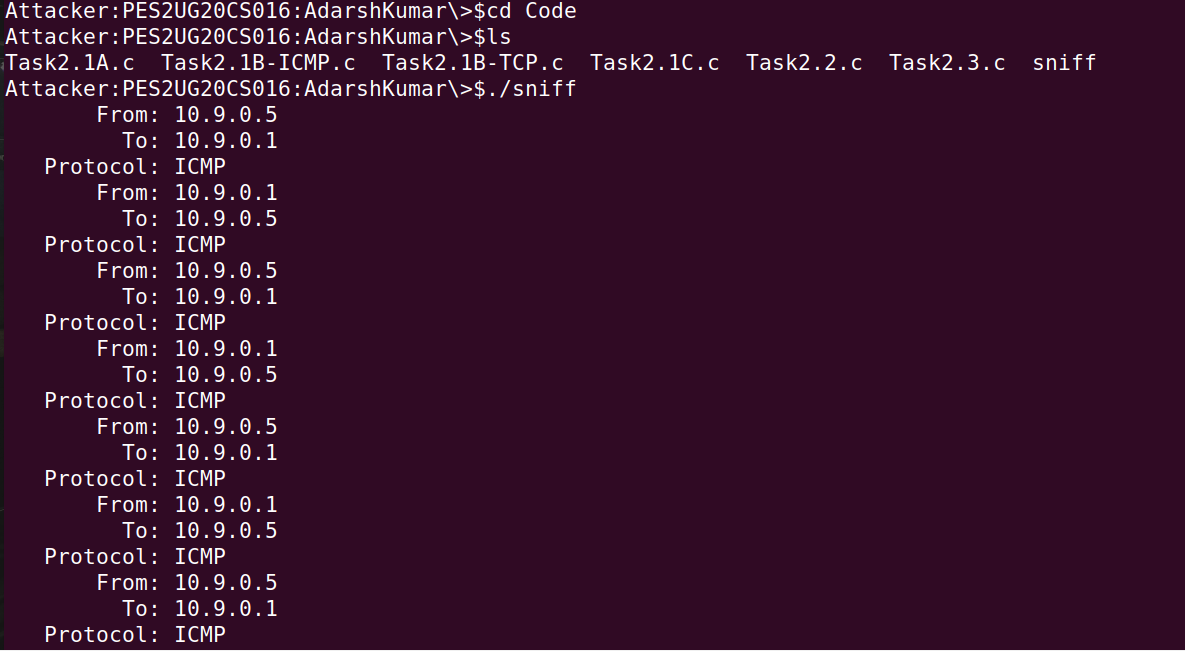 Attacker:PES2UG20CS016:AdarshKumar\>$cd Code
Attacker:PES2UG20CS016:AdarshKumar\>$ls
Task2.1A.c  Task2.1B-ICMP.c  Task2.1B-TCP.c  Task2.1C.c  Task2.2.c  Task2.3.c  sniff
Attacker:PES2UG20CS016:AdarshKumar\>$./sniff
       From: 10.9.0.5
         To: 10.9.0.1
   Protocol: ICMP
       From: 10.9.0.1
         To: 10.9.0.5
   Protocol: ICMP
       From: 10.9.0.5
         To: 10.9.0.1
   Protocol: ICMP
       From: 10.9.0.1
         To: 10.9.0.5
   Protocol: ICMP
       From: 10.9.0.5
         To: 10.9.0.1
   Protocol: ICMP
       From: 10.9.0.1
         To: 10.9.0.5
   Protocol: ICMP
       From: 10.9.0.5
         To: 10.9.0.1
   Protocol: ICMP